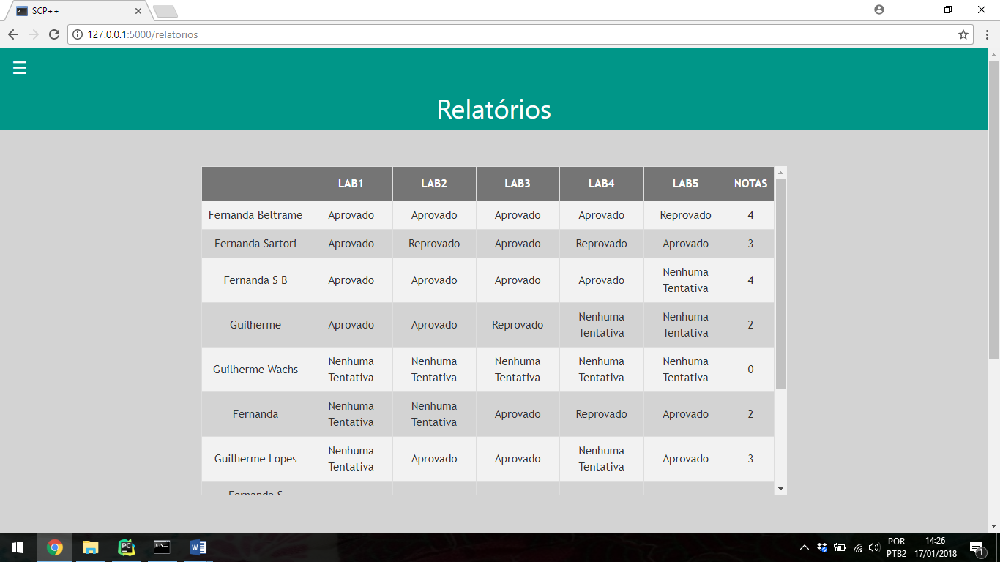 SCP++
127.0.0.1:5000/relatorios
Relatórios
LAB1 LAB2 LAB3 LAB4 LAB5 NOTAS
Fernanda Beltrame Aprovado Aprovado Aprovado Aprovado Reprovado 4
Fernanda Sartori Aprovado Reprovado Aprovado Reprovado Aprovado 3
Fernanda S B Aprovado Aprovado Aprovado Aprovado Nenhuma Tentativa 4
Guilherme Aprovado Aprovado Reprovado Nenhuma Tentativa Nenhuma Tentativa 2
Guilherme Wachs Nenhuma Tentativa Nenhuma Tentativa Nenhuma Tentativa Nenhuma Tentativa Nenhuma Tentativa 0
Fernanda Nenhuma Tentativa Nenhuma Tentativa Aprovado Reprovado Aprovado 2
Guilherme Lopes Nenhuma Tentativa Aprovado Aprovado Nenhuma Tentativa Aprovado 3
Fernanda S
POR 14:26
PTB2 17/01/2018 1